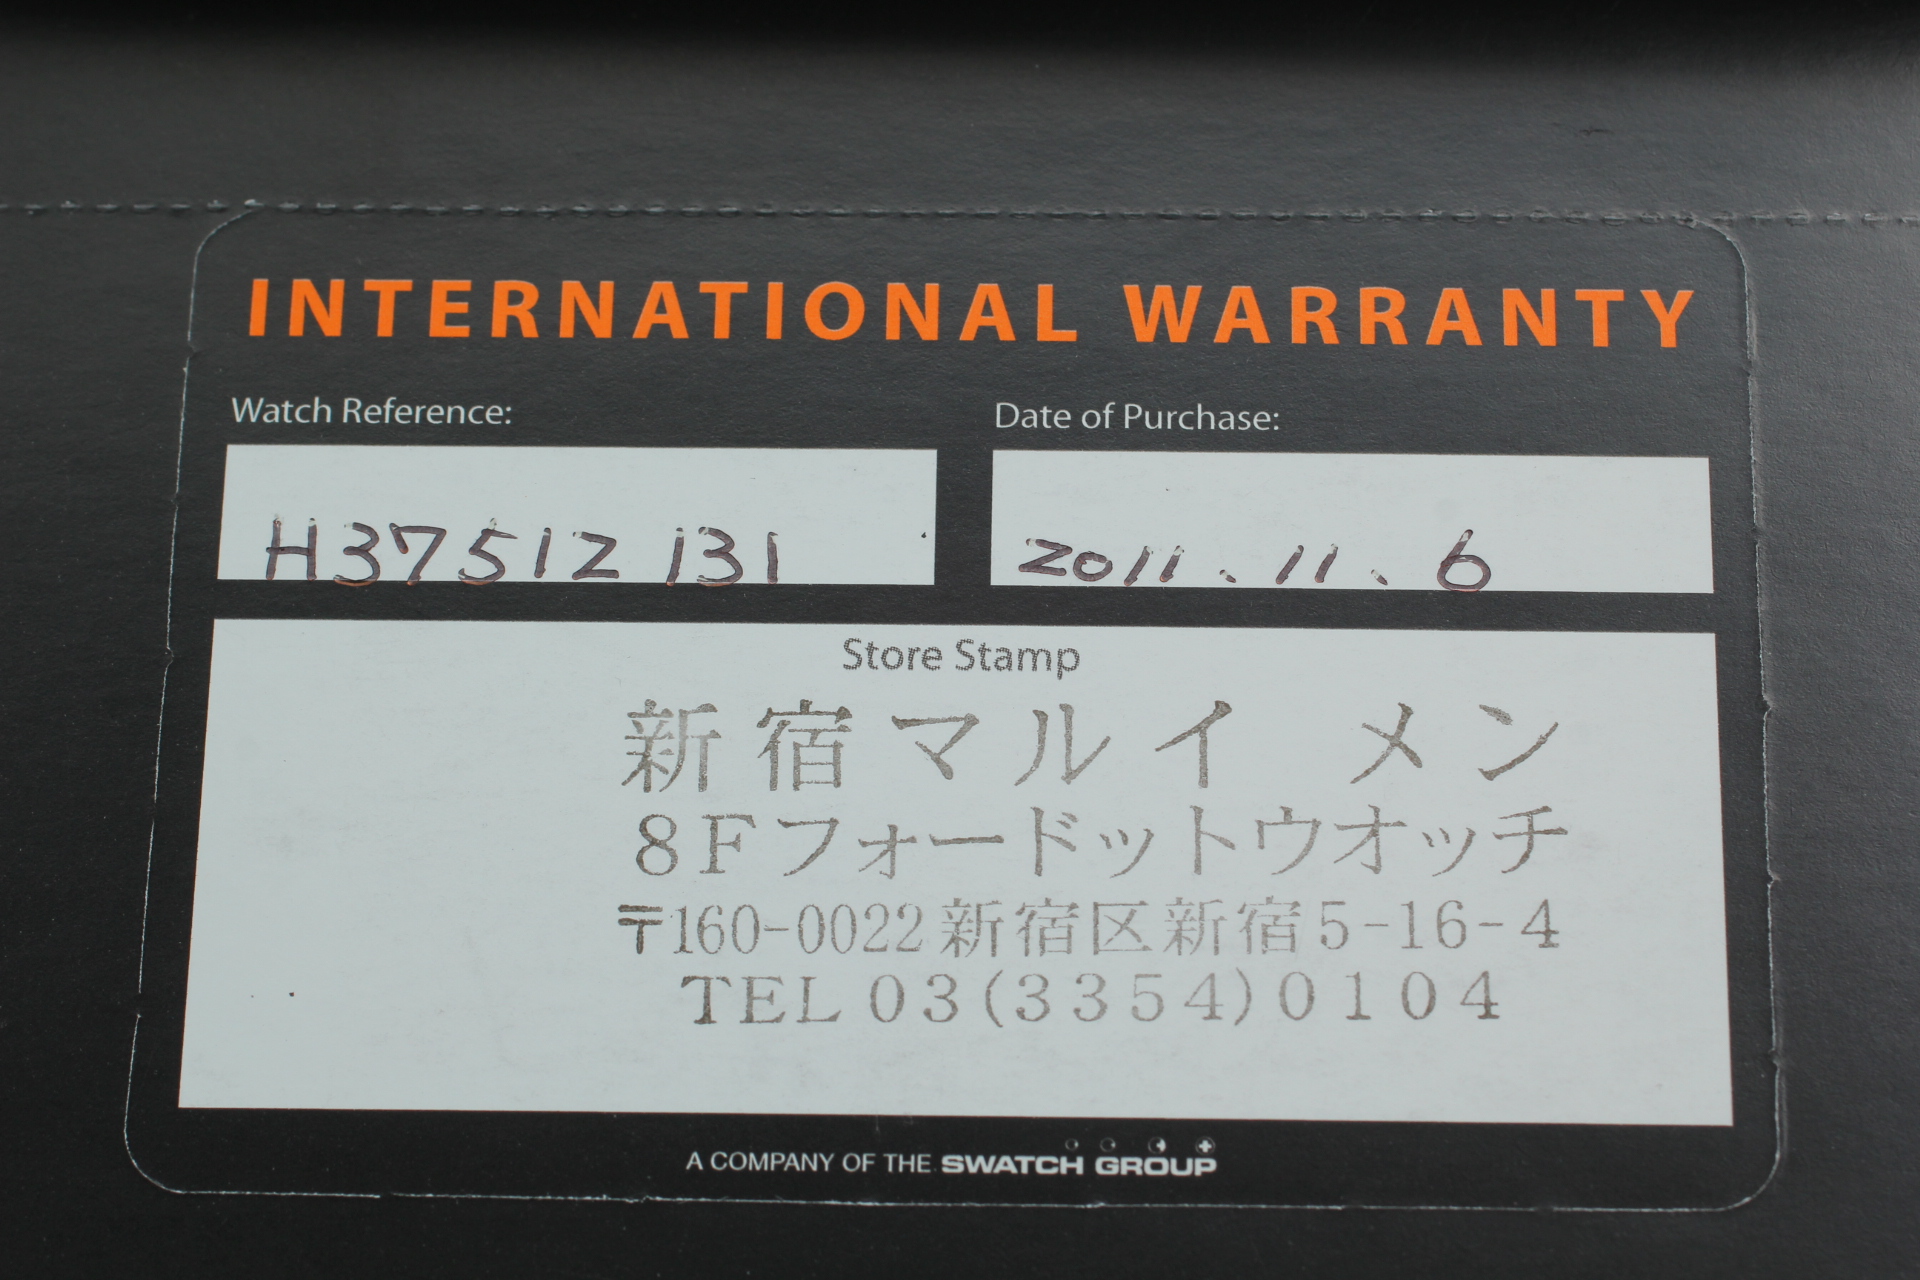 INTERNATIONAL WARRANTY
Watch Reference:
Date of Purchase:
H37512131
2011.11.6
Store Stamp
新宿マルイ メン
8Fフォードットウオッチ
〒160-0022新宿区新宿5-16-4
TEL 03(3354)0104
A COMPANY OF THE SWATCH GROUP